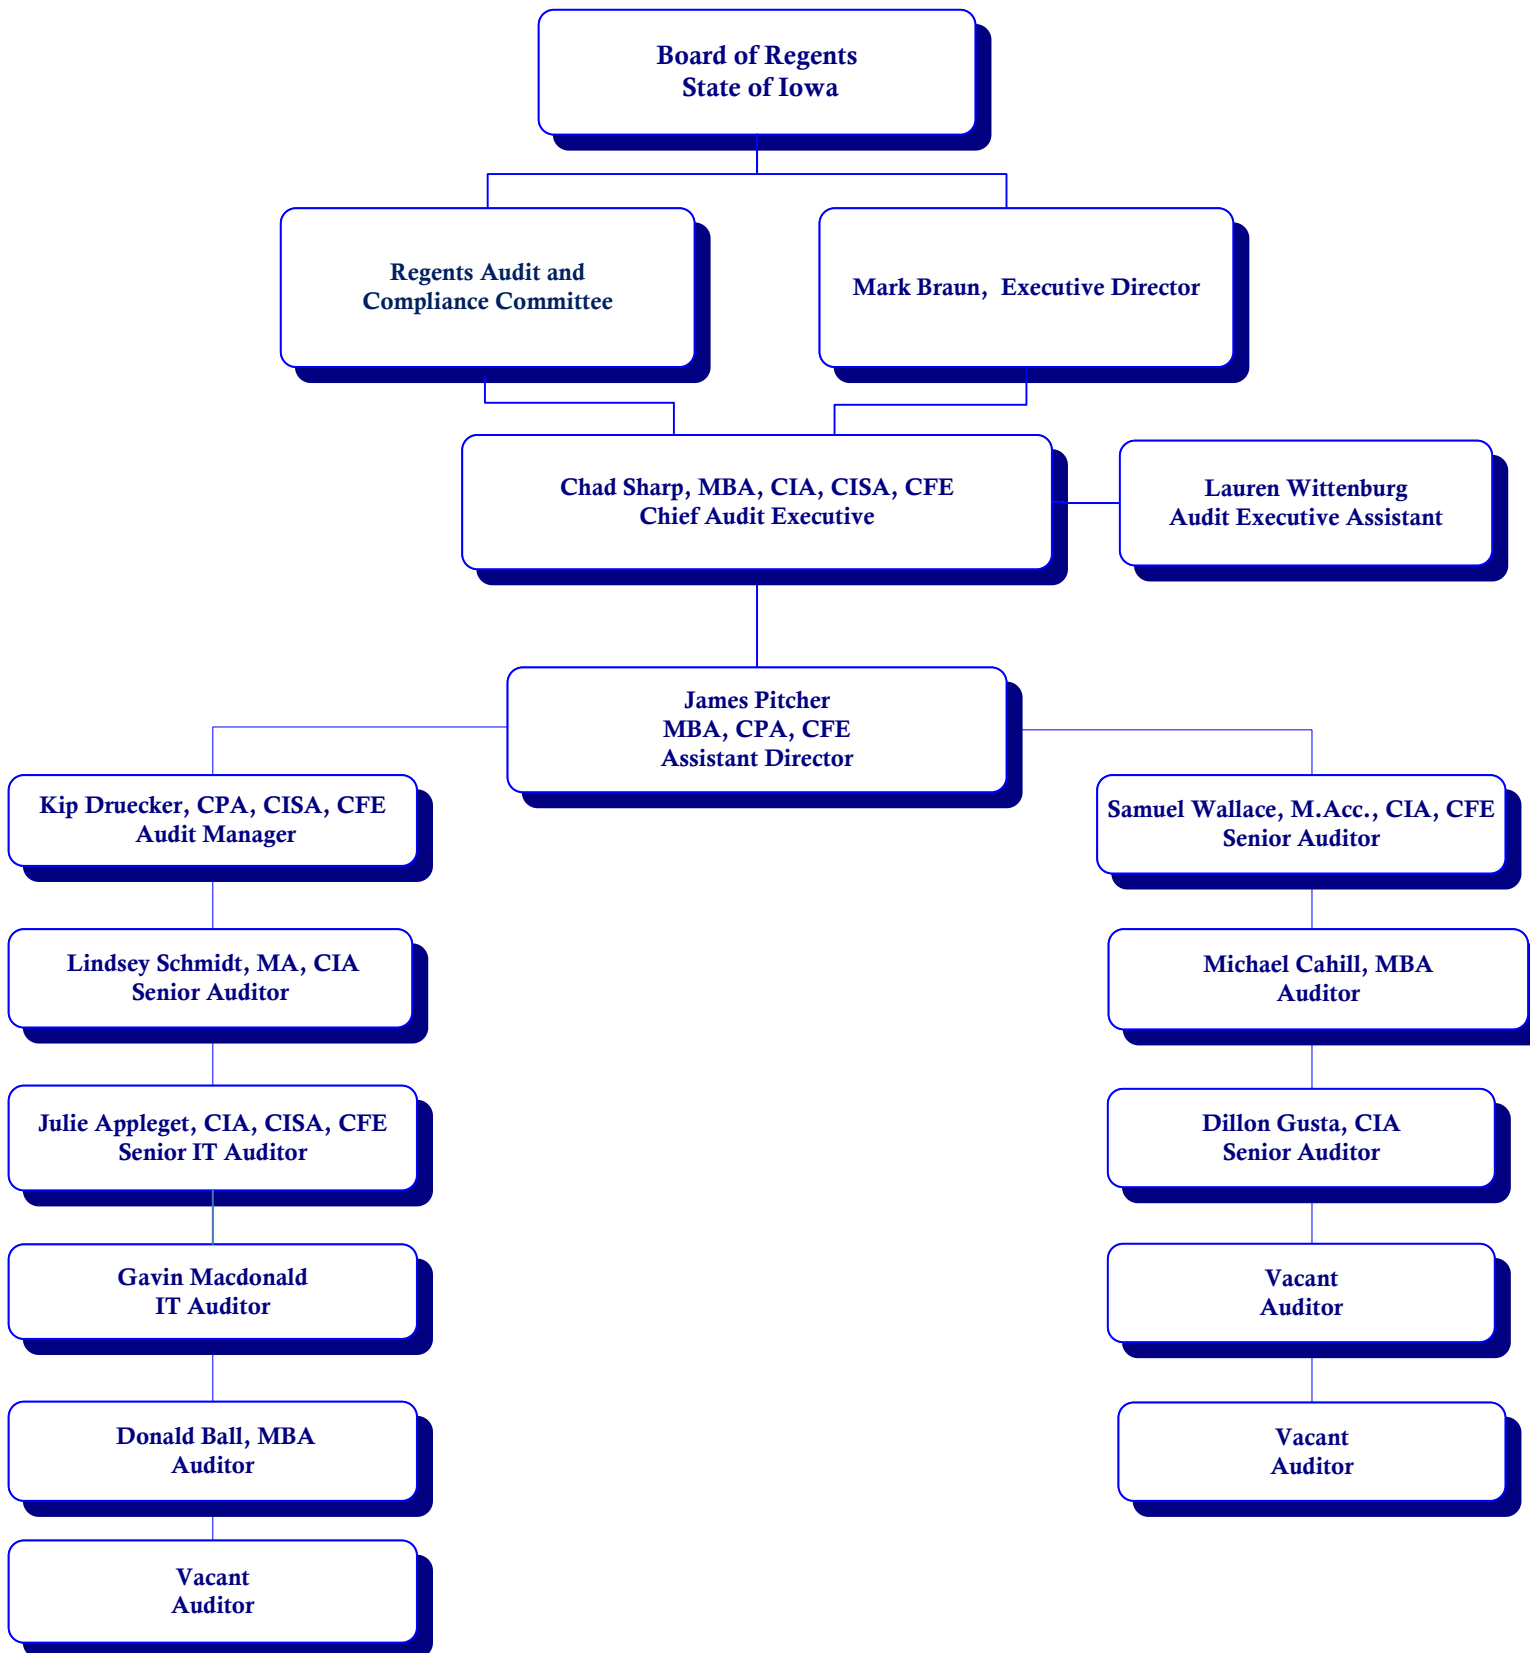 Board of Regents
State of Iowa
Regents Audit and
Compliance Committee
Mark Braun,  Executive Director
Chad Sharp, MBA, CIA, CISA, CFE
Chief Audit Executive
Lauren Wittenburg
Audit Executive Assistant
James Pitcher
MBA, CPA, CFE
Assistant Director
Kip Druecker, CPA, CISA, CFE
Audit Manager
Lindsey Schmidt, MA, CIA
Senior Auditor
Julie Appleget, CIA, CISA, CFE
Senior IT Auditor
Gavin Macdonald
IT Auditor
Donald Ball, MBA
Auditor
Vacant
Auditor
Samuel Wallace, M.Acc., CIA, CFE
Senior Auditor
Michael Cahill, MBA
Auditor
Dillon Gusta, CIA
Senior Auditor
Vacant
Auditor
Vacant
Auditor